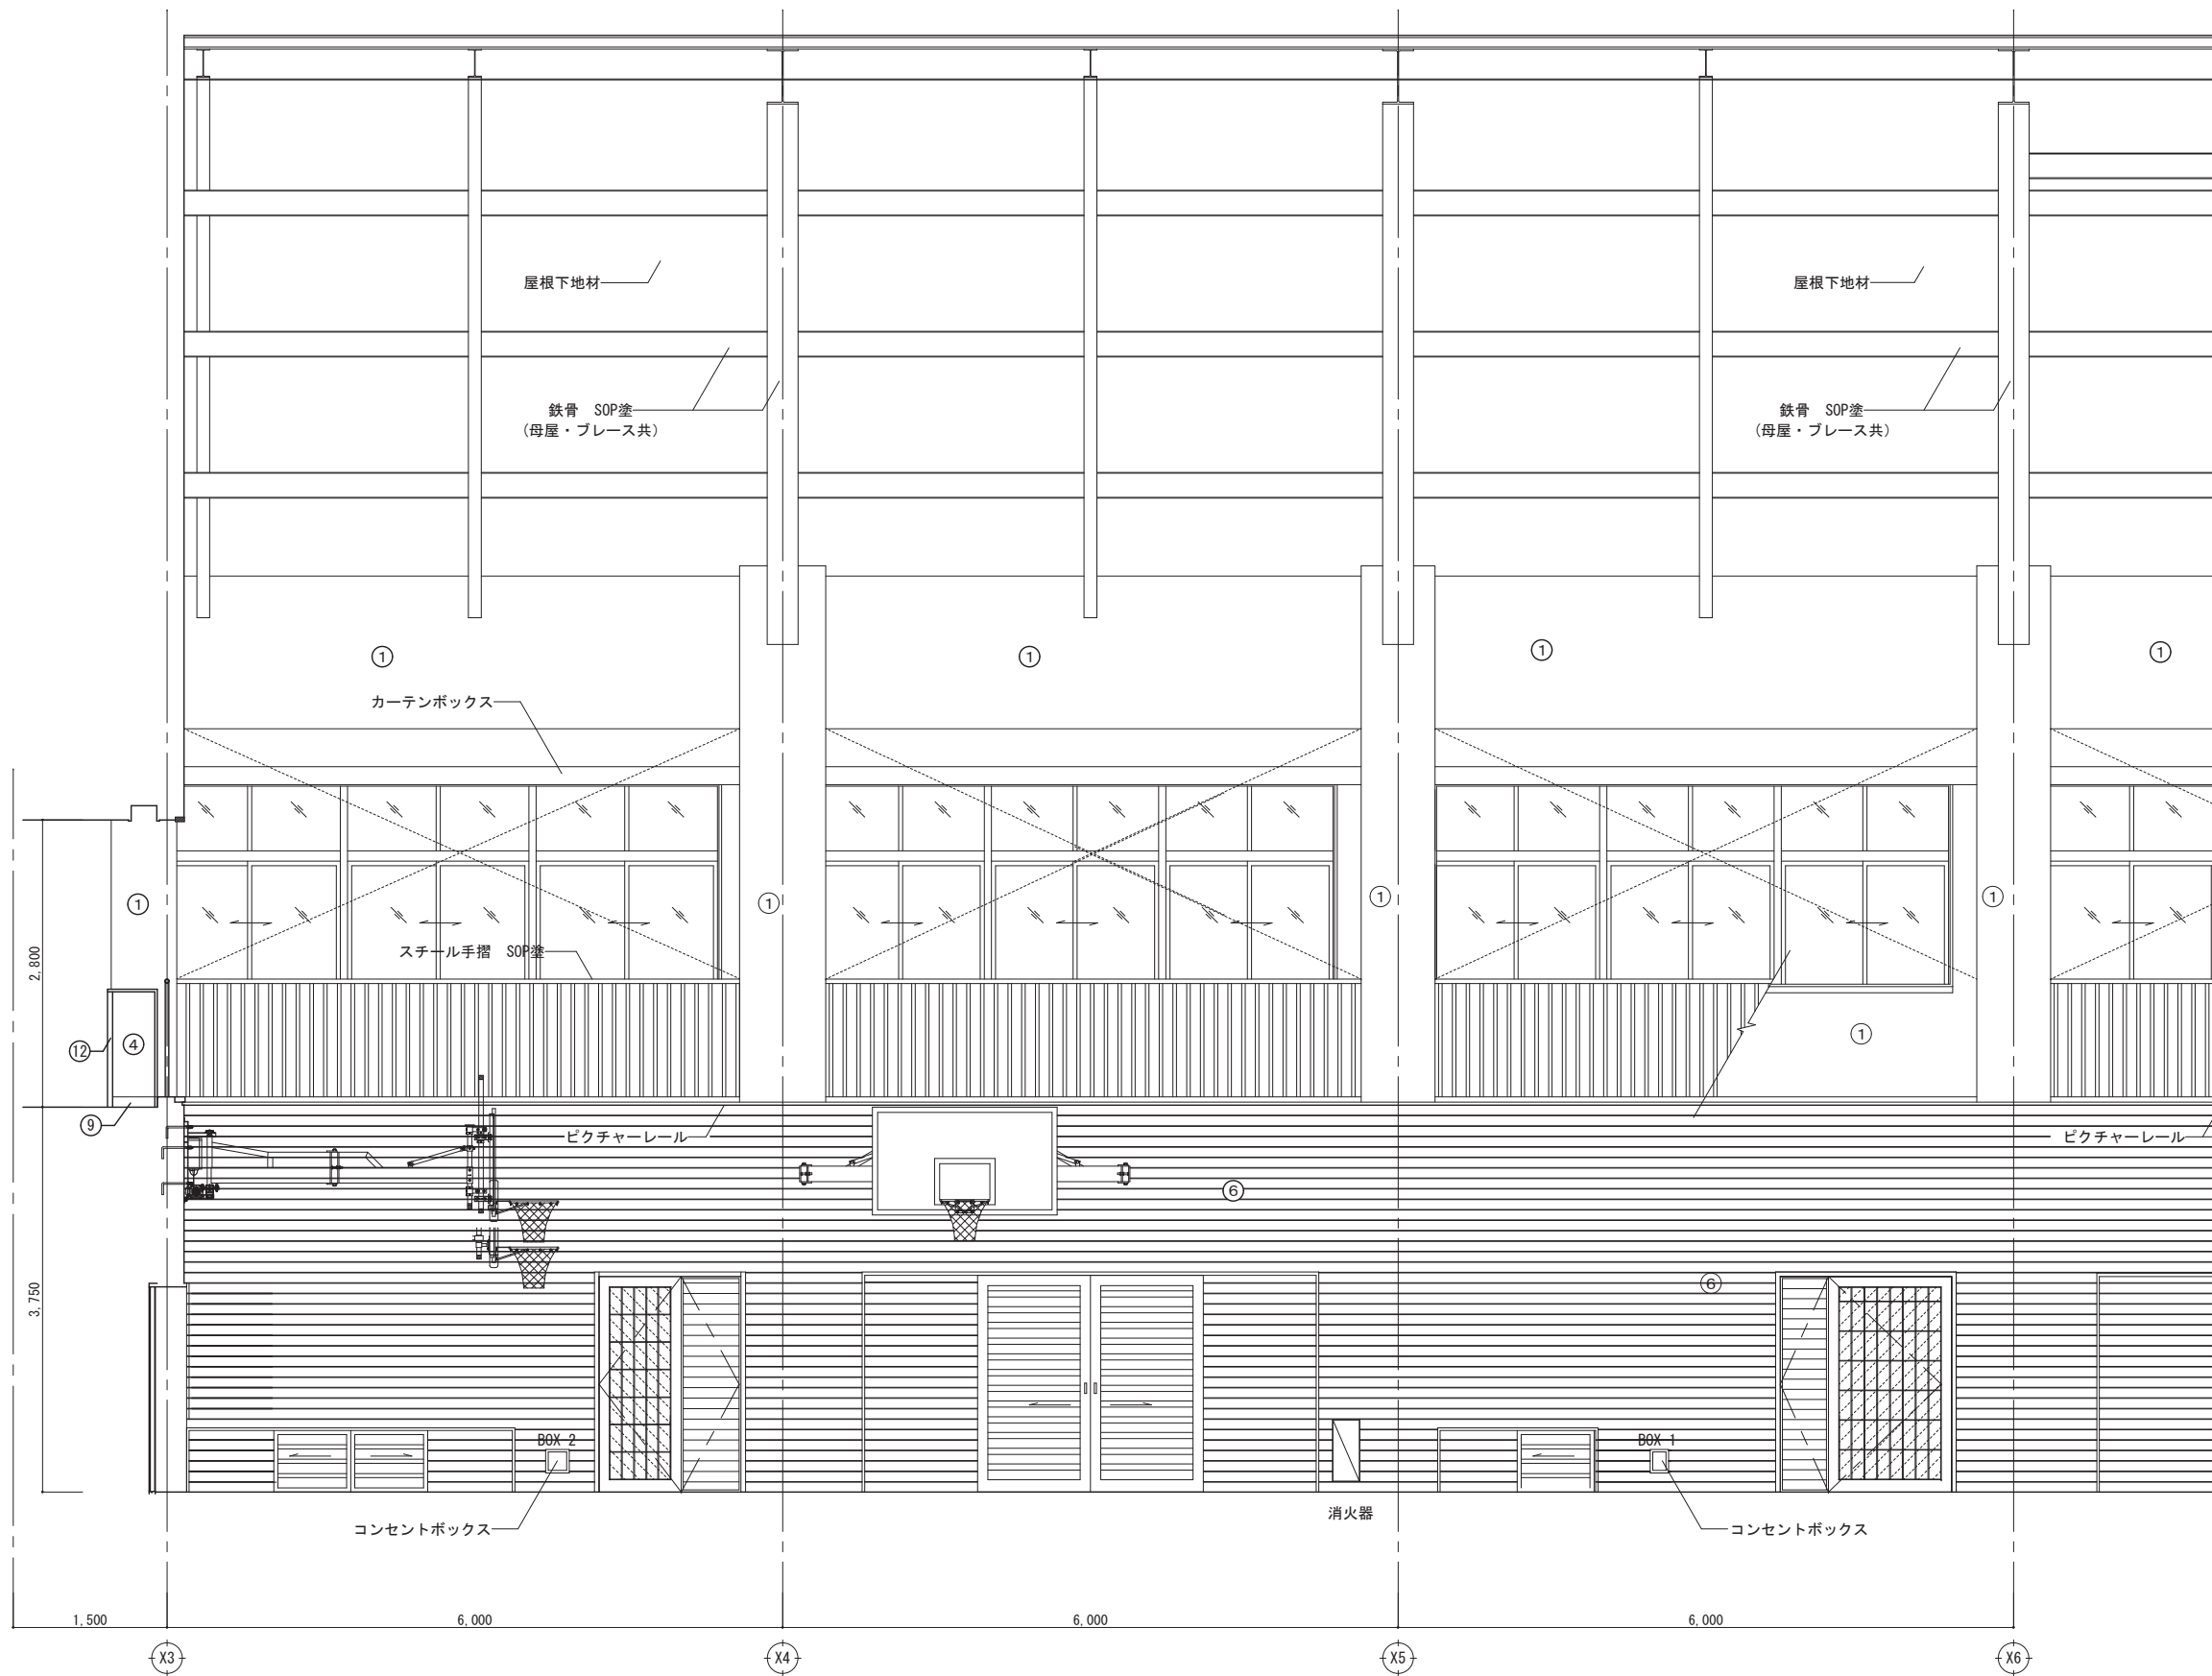 屋根下地材
屋根下地材
鉄骨　SOP塗
(母屋・ブレース共)
鉄骨　SOP塗
(母屋・ブレース共)
①
①
①
①
カーテンボックス
①
①
①
①
スチール手摺　SOP塗
2,800
⑫
④
①
⑨
ピクチャーレール
ピクチャーレール
⑥
⑥
3,750
BOX 2
BOX 1
消火器
コンセントボックス
コンセントボックス
1,500
6,000
6,000
6,000
X3
X4
X5
X6